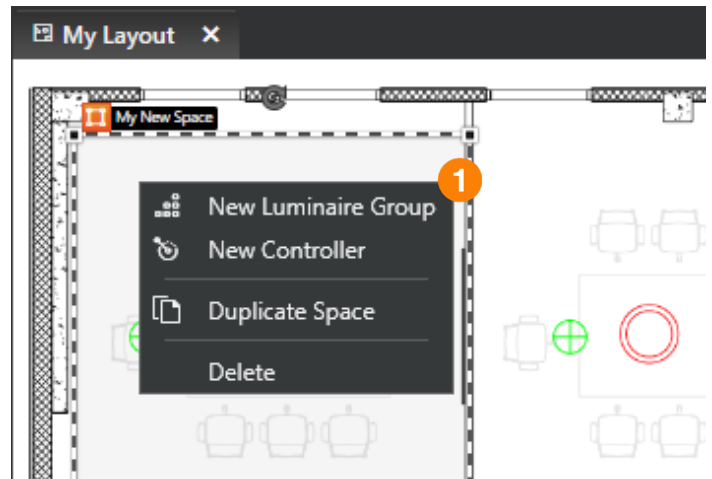 My Layout
My New Space
1
New Luminaire Group
New Controller
Duplicate Space
Delete